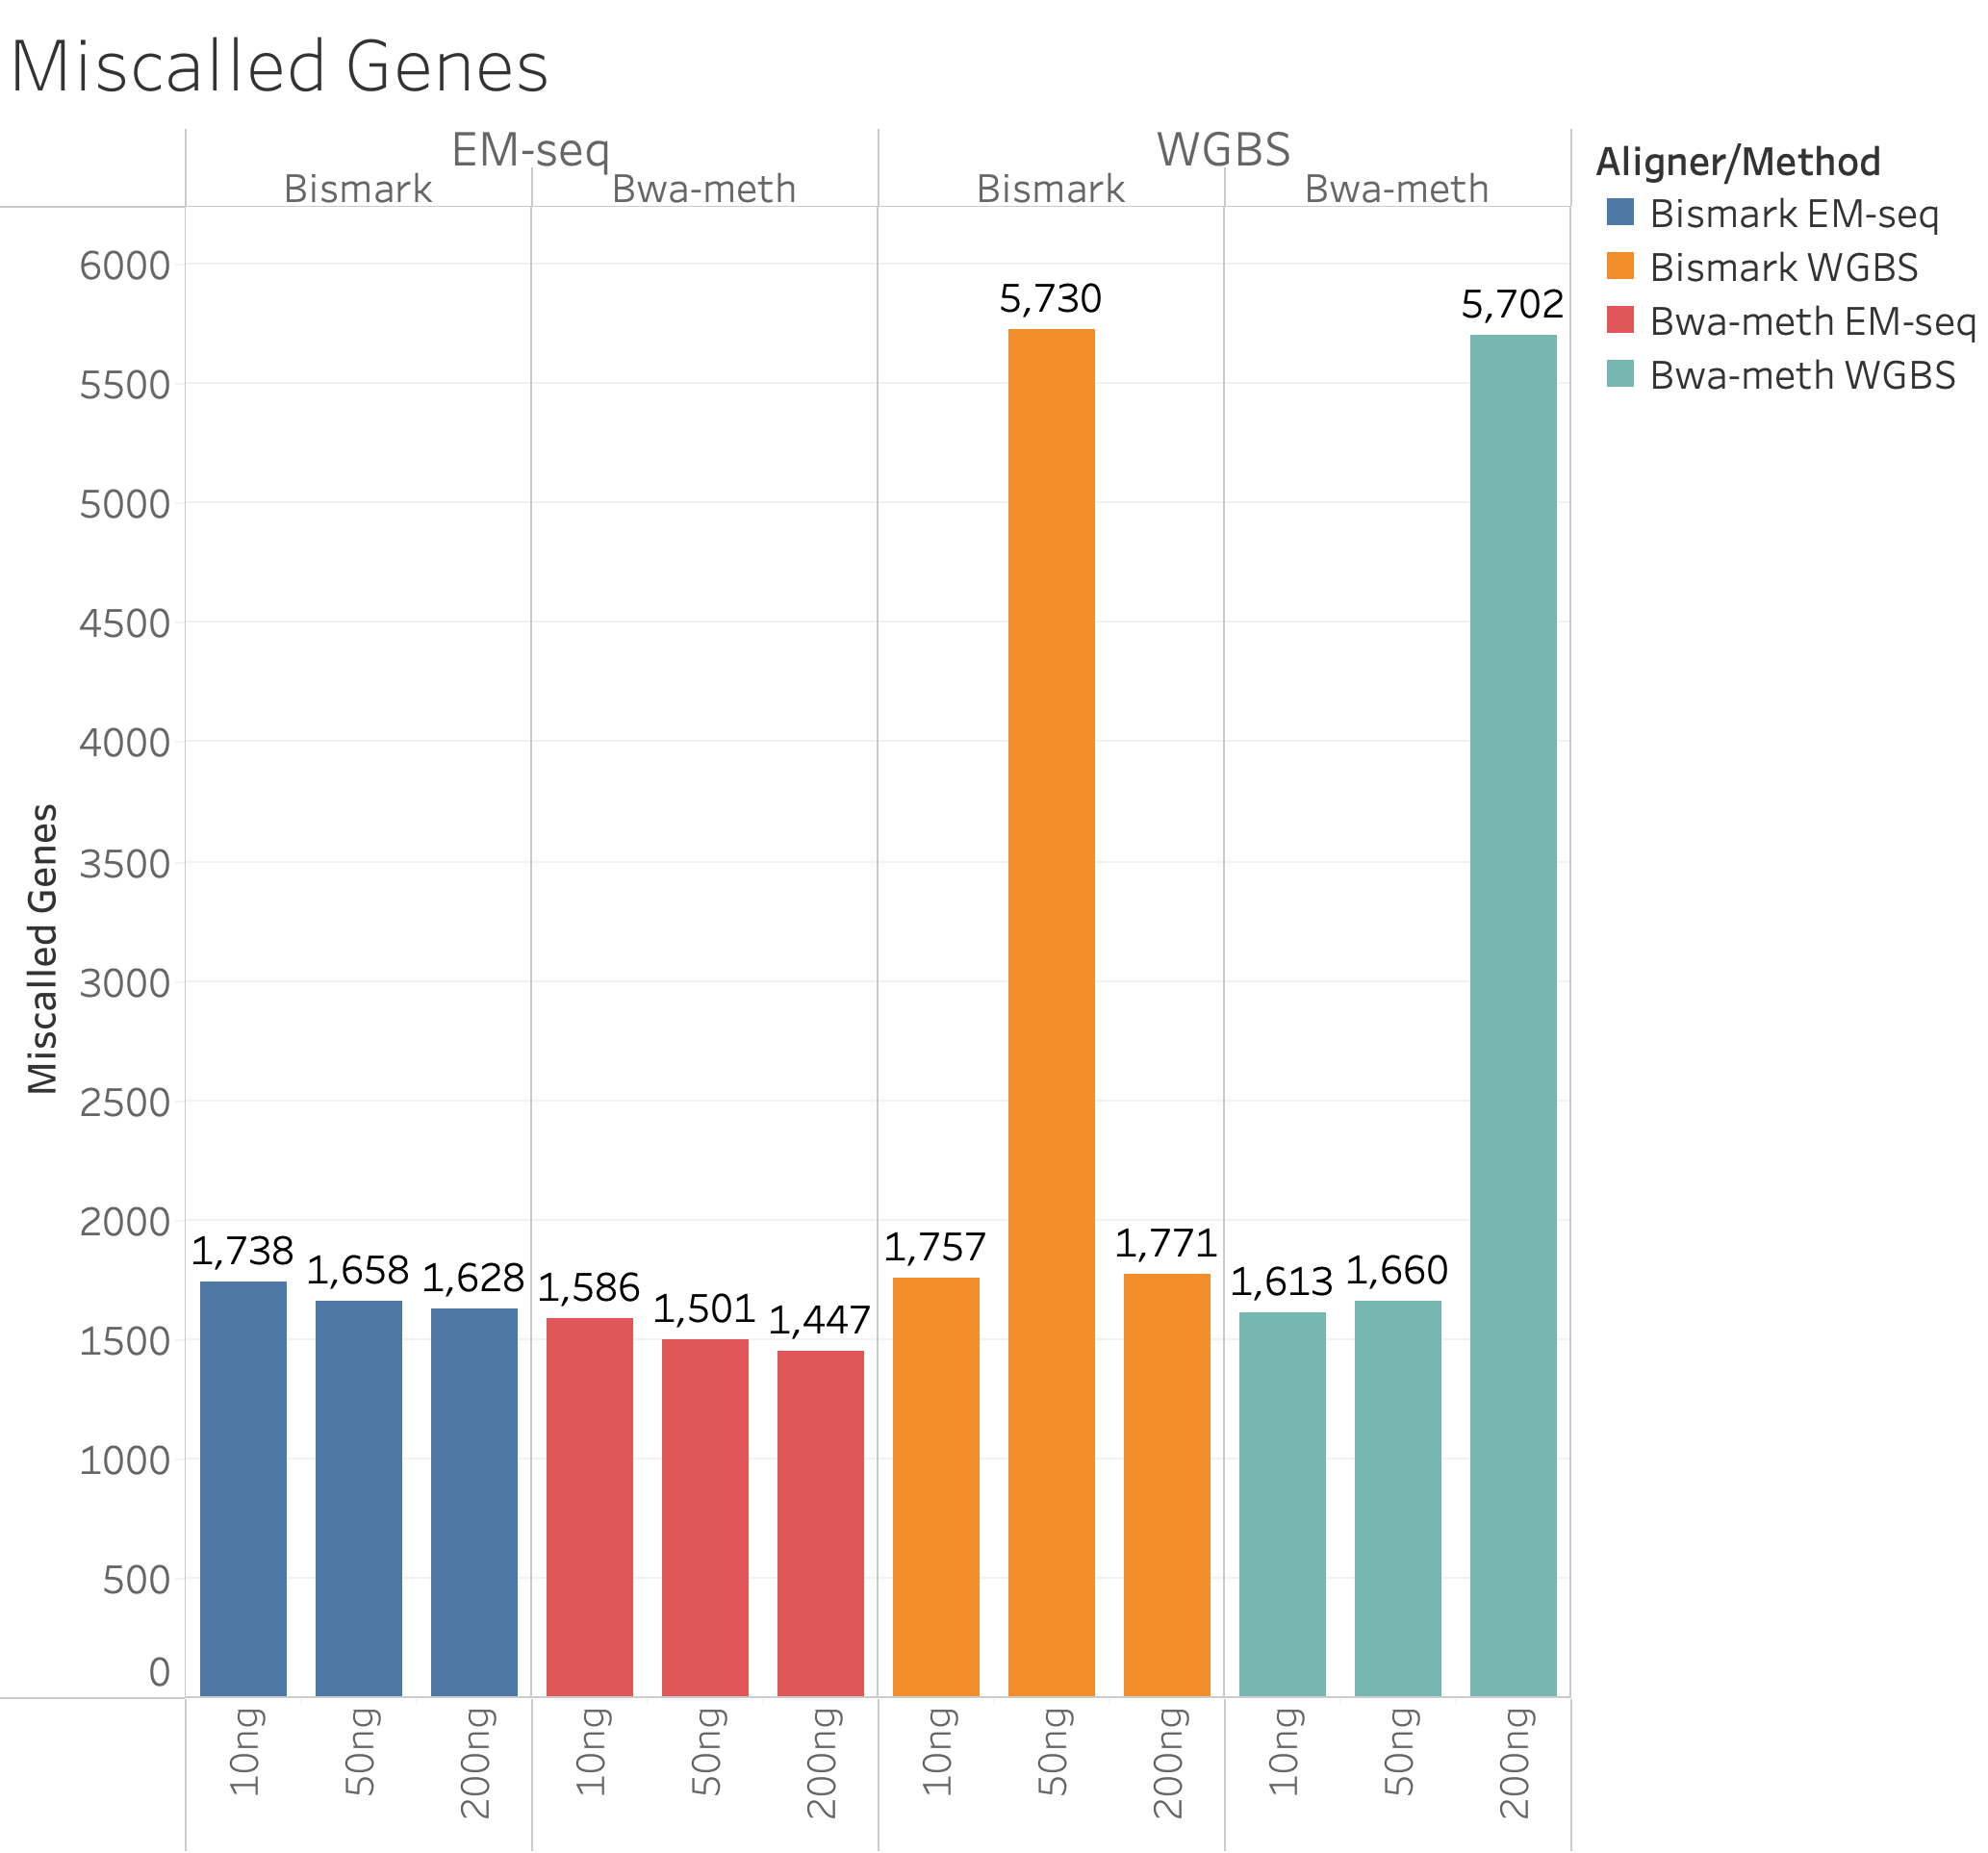 Miscalled Genes
EM-seq
WGBS
Bismark
Bwa-meth
Bismark
Bwa-meth
Aligner/Method
Bismark EM-seq
Bismark WGBS
Bwa-meth EM-seq
Bwa-meth WGBS
Miscalled Genes
6000
5500
5000
4500
4000
3500
3000
2500
2000
1500
1000
500
0
1,738
1,658
1,628
1,586
1,501
1,447
1,757
5,730
1,771
1,613
1,660
5,702
10ng
50ng
200ng
10ng
50ng
200ng
10ng
50ng
200ng
10ng
50ng
200ng